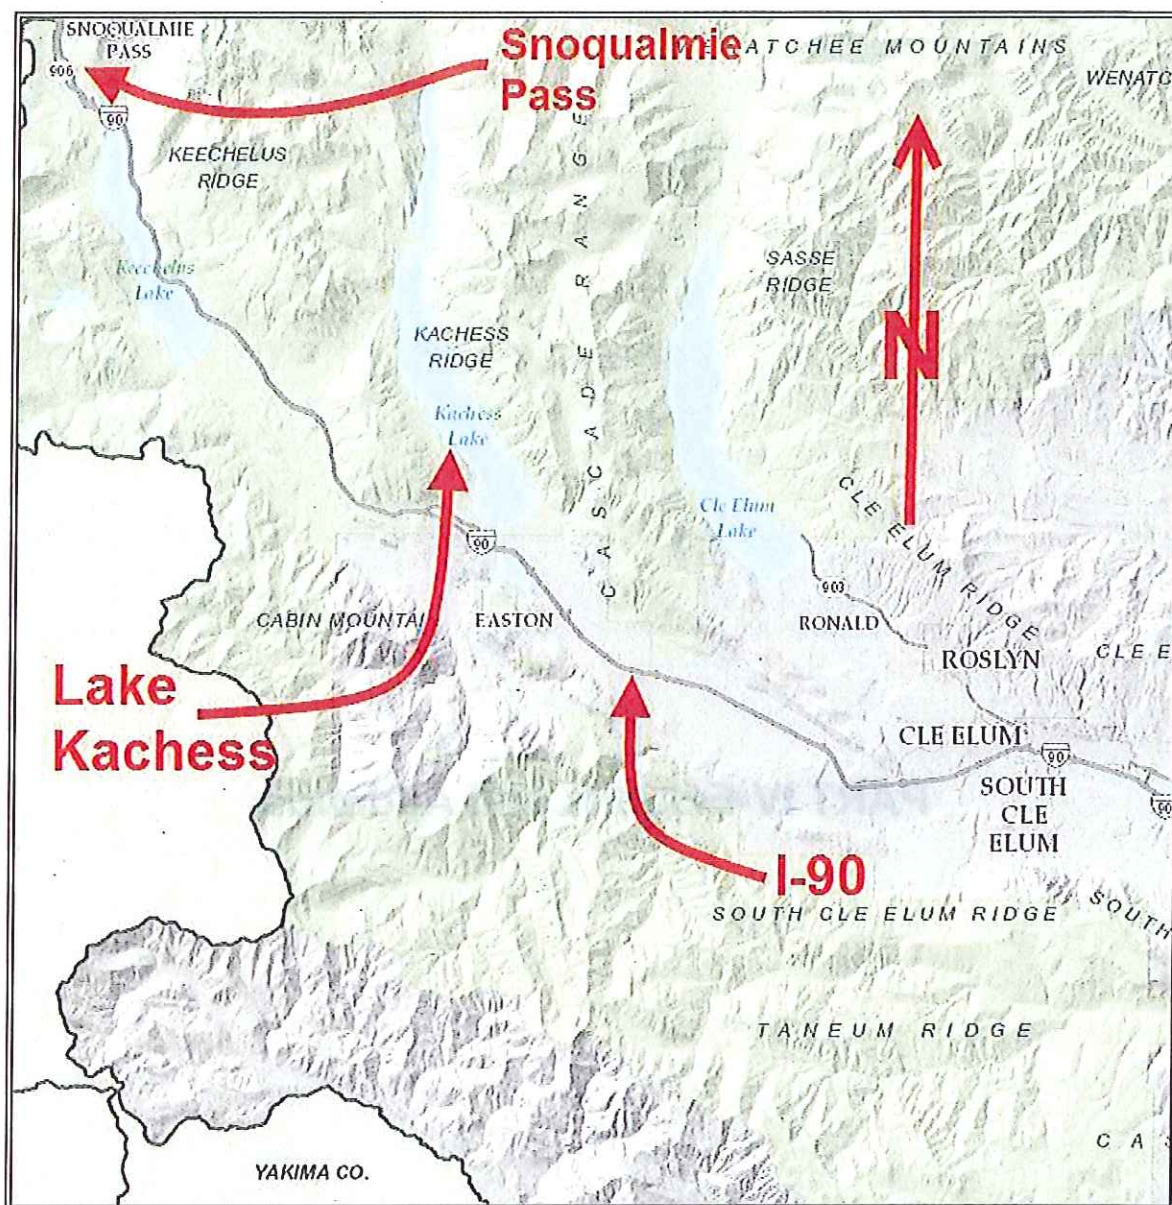 SNOQUALMIE
PASS
Snoqualmie
Pass
MOUNTAINS
WENATC
906
90
KEECHELUS
RIDGE
CASCADE RANGE
SASSE
RIDGE
Keechelus
Lake
N
KACHESS
RIDGE
Kachess
Lake
Cle Elum
Lake
CLE ELUM RIDGE
90
903
CABIN MOUNTAI
EASTON
RONALD
ROSLYN
CLE E
Lake
Kachess
CLE ELUM
90
SOUTH
CLE
ELUM
90
I-90
SOUTH CLE ELUM RIDGE
SOUTH
TANEUM RIDGE
CAS
YAKIMA CO.